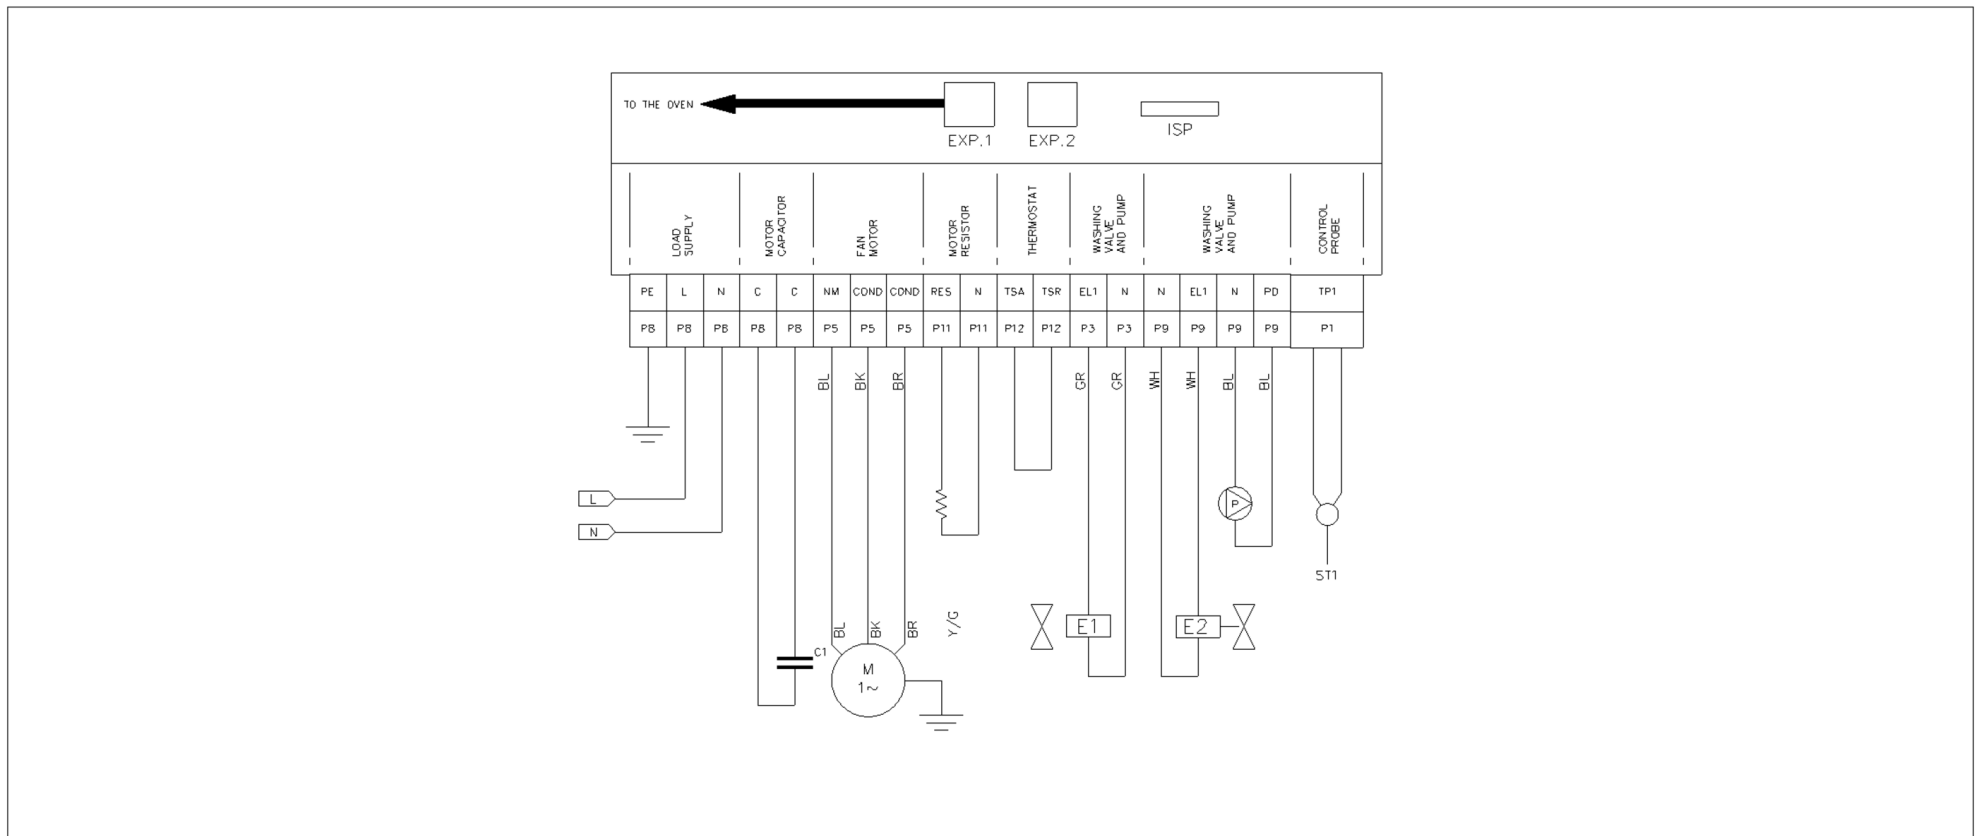 TO THE OVEN
EXP.1
EXP.2
ISP
LOAD
SUPPLY
MOTOR
CAPACITOR
FAN
MOTOR
MOTOR
RESISTOR
THERMOSTAT
WASHING
VALVE
AND PUMP
WASHING
VALVE
AND PUMP
CONTROL
PROBE
PE L N C C NM COND COND RES N TSA TSR EL1 N N EL1 N PD TP1
P8 P8 P8 P8 P8 P5 P5 P5 P11 P11 P12 P12 P3 P3 P9 P9 P9 P9 P1
BL BK BR GR GR WH WH BL BL
L
N
P
ST1
BL BK BR Y/G
E1
E2
C1
M
1~